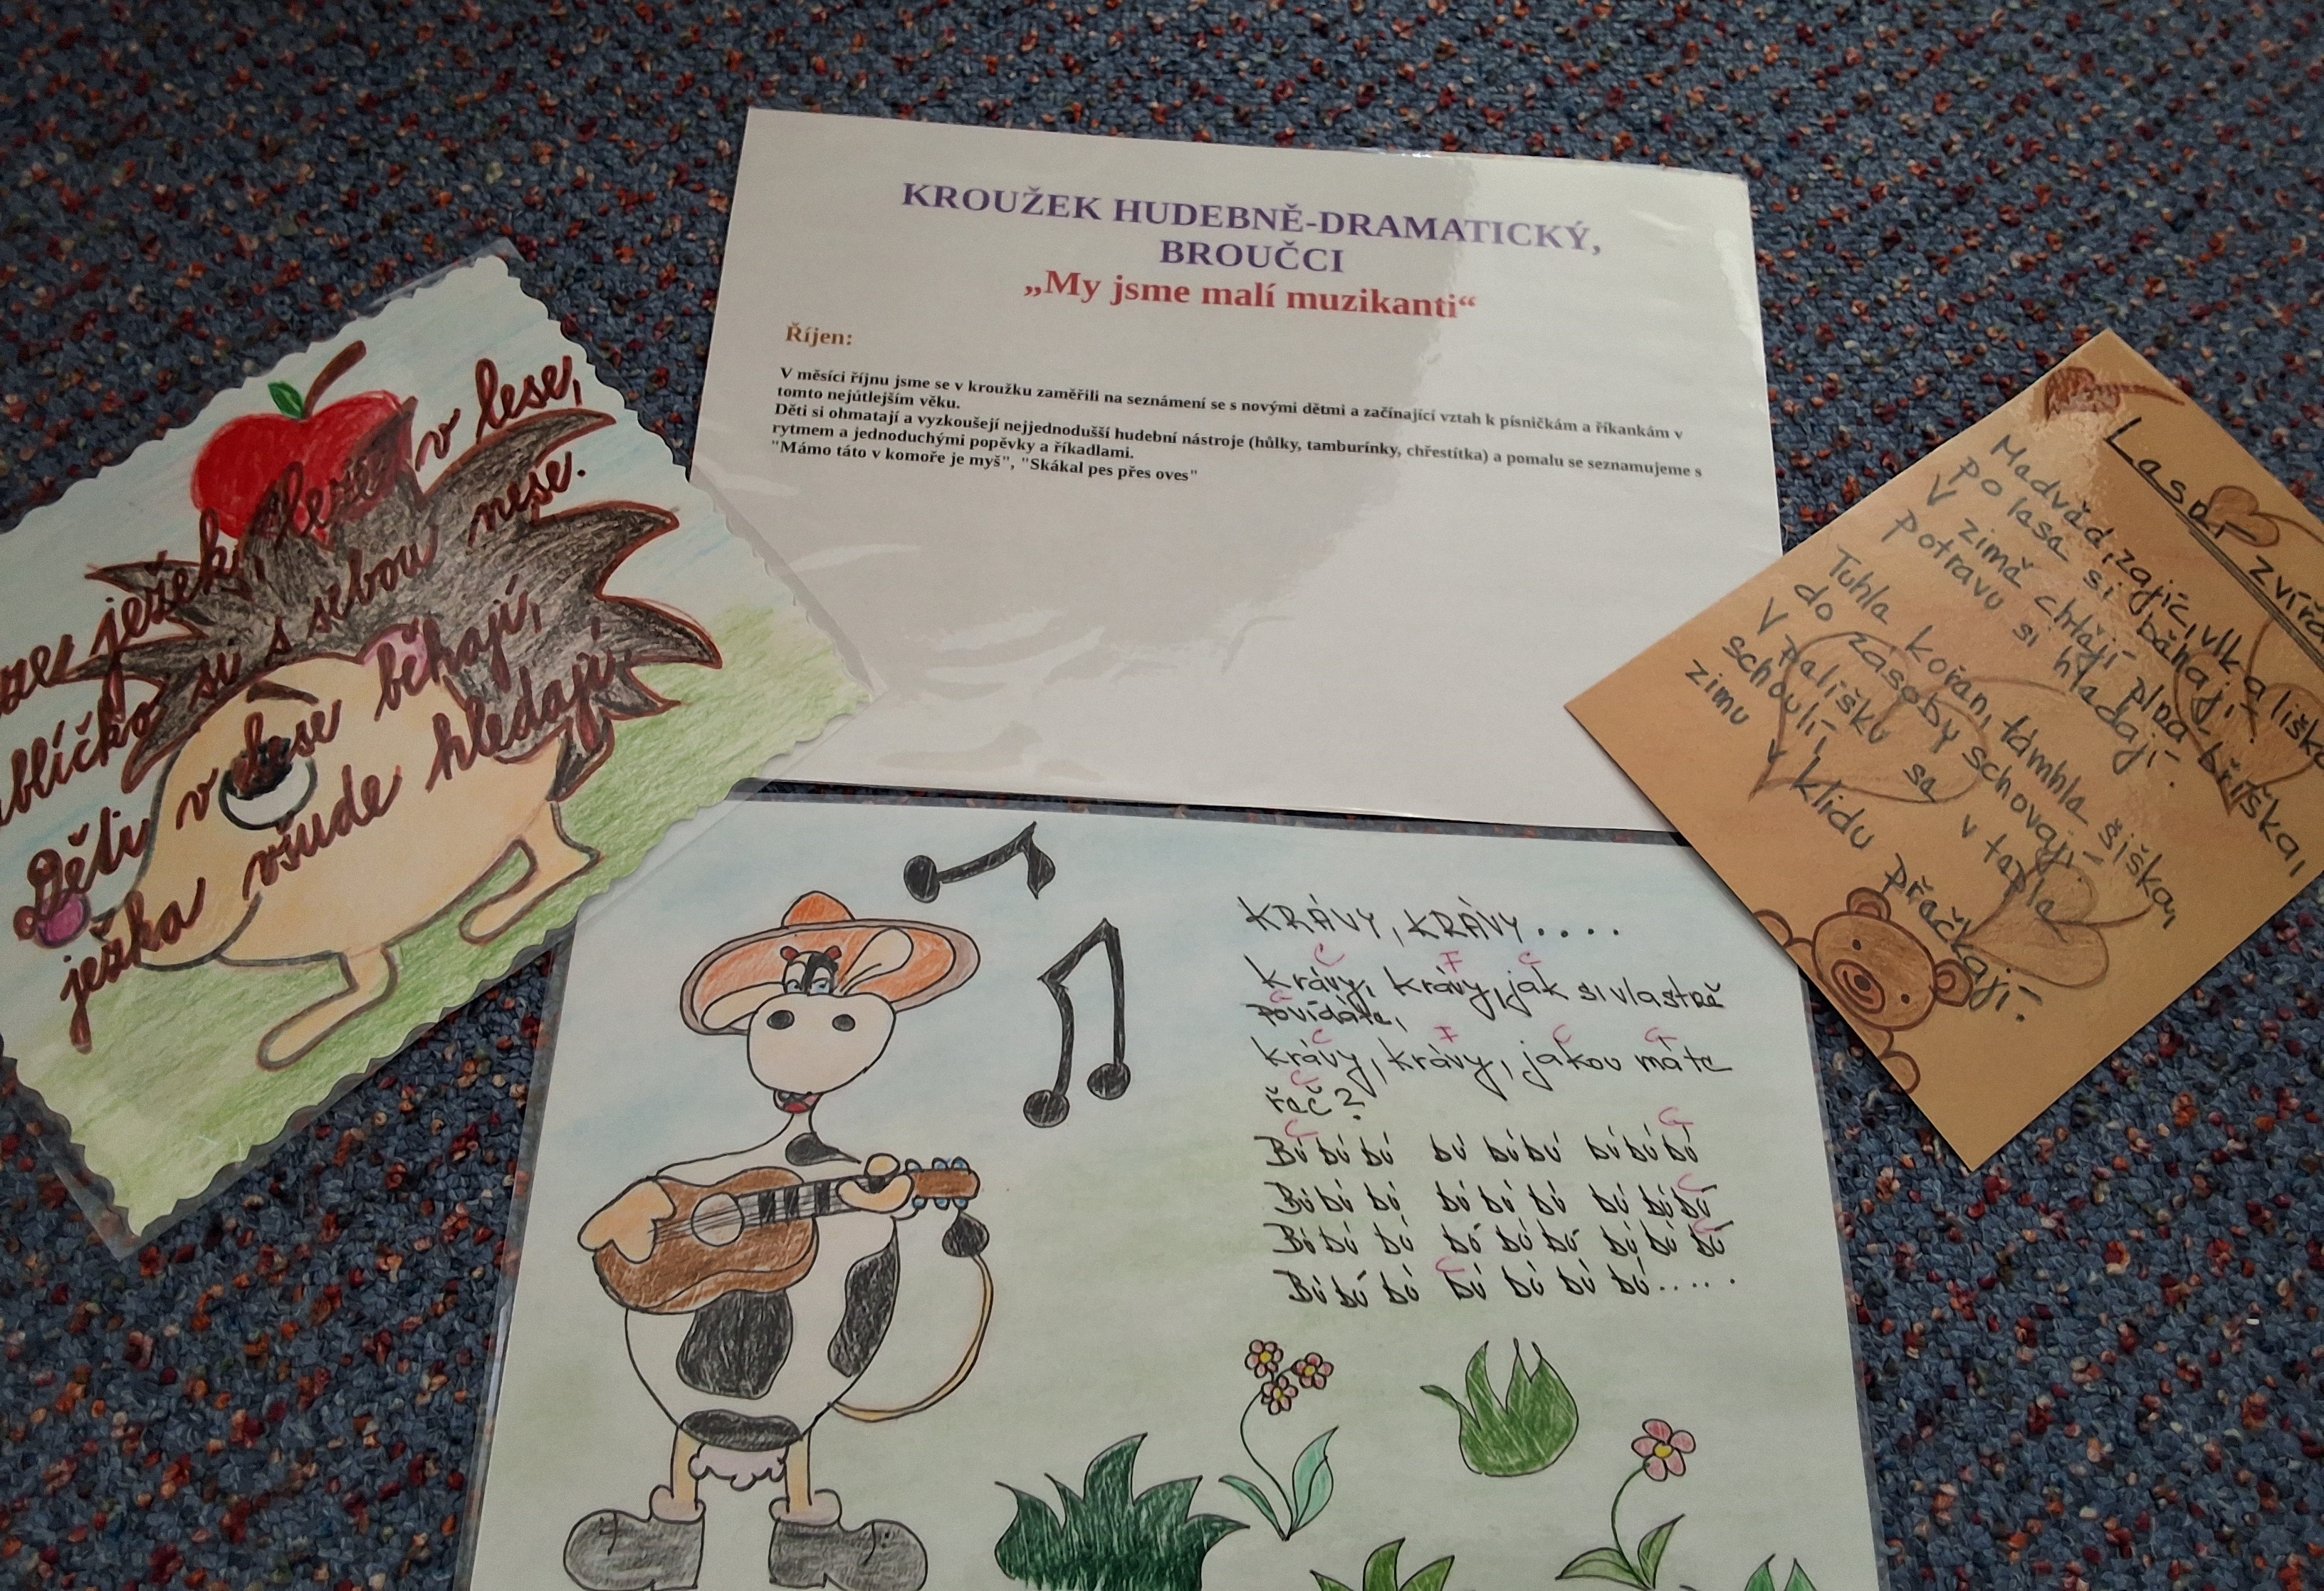 KROUŽEK HUDEBNĚ-DRAMATICKÝ,
BROUČCI
„My jsme malí muzikanti“
Říjen:
V měsíci říjnu jsme se v kroužku zaměřili na seznámení se s novými dětmi a začínající vztah k písničkám a říkankám v
tomto nejútlejším věku.
Děti si ohmatají a vyzkoušejí nejjednodušší hudební nástroje (hůlky, tamburínky, chřestítka) a pomalu se seznamujeme s
rytmem a jednoduchými popěvky a říkadlami.
"Mámo táto v komoře je myš", "Skákal pes přes oves"
ježek, ježek v lese,
si s sebou nese.
Děti v lese běhají,
ježka všude hledají.
Lesní
Medvěd, zajíc, vlk a liška
po lese si běhají.
V zimě chtějí plná bříška,
potravu si hledají.
Tuhle kořen, támhle šiška,
do zásoby schovají.
V pelíšku se v teple
schoulí,
zimu v klidu přečkají.
KRÁVY, KRÁVY....
C F C
Krávy, krávy, jak si vlastně
G
povídáte,
C F C G
krávy, krávy, jakou máte
C
řeč?
C G
Bú bú bú bú bú bú bú bú bú
C
Bú bú bú bú bú bú bú bú bú
G
Bú bú bú bú bú bú bú bú bú
C
Bú bú bú bú bú bú bú.....